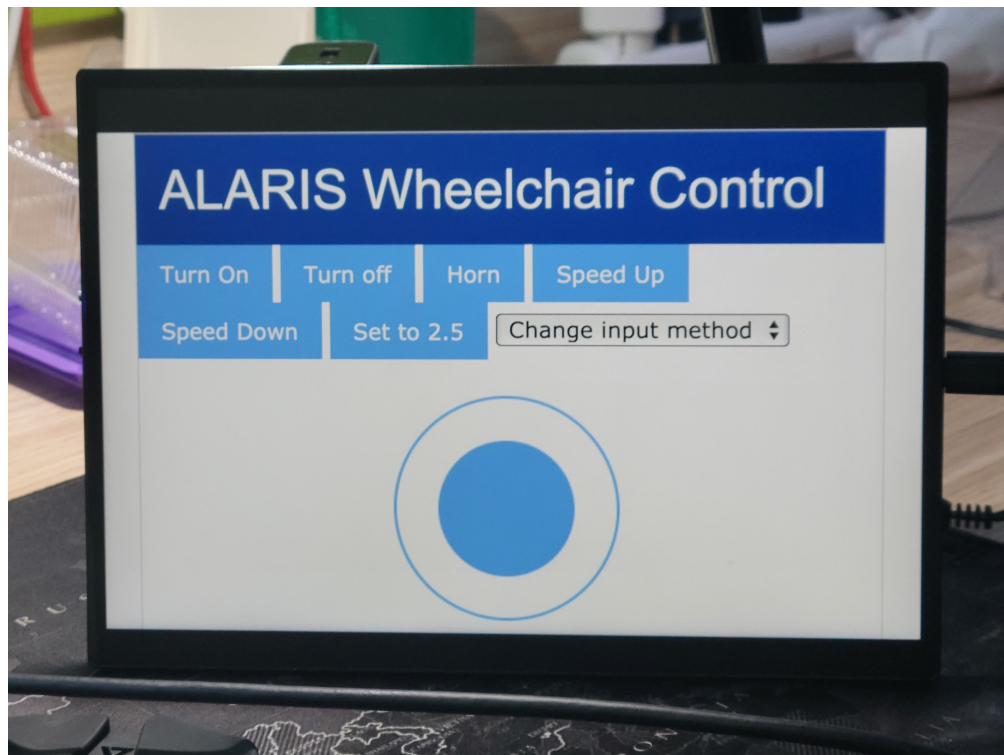 ALARIS Wheelchair Control
Turn On Turn off Horn Speed Up
Speed Down Set to 2.5 Change input method